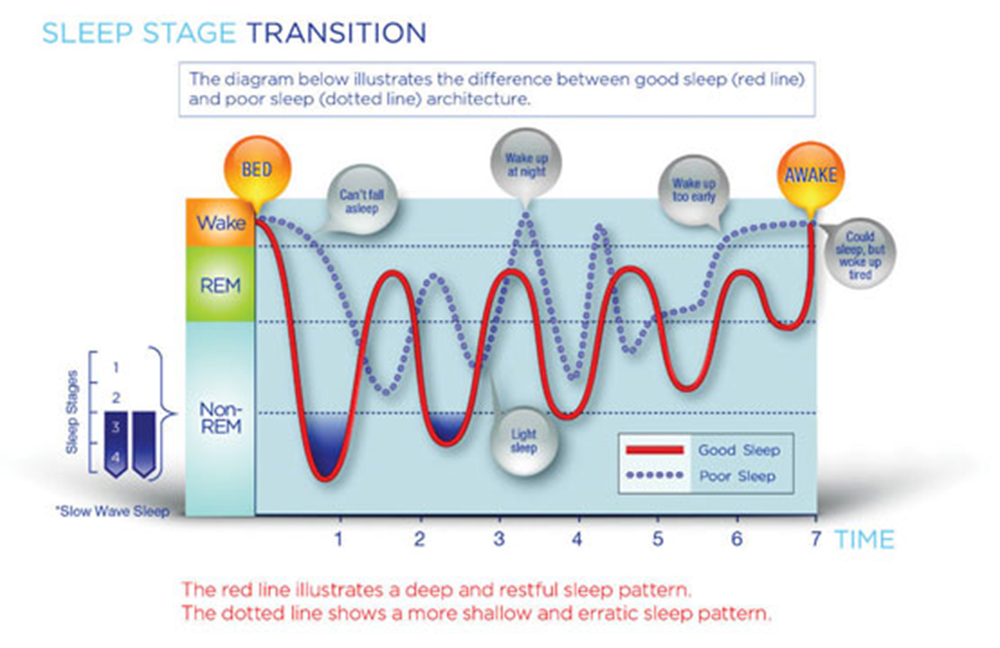 SLEEP STAGE TRANSITION
The diagram below illustrates the difference between good sleep (red line)
and poor sleep (dotted line) architecture.
BED
Can't fall
asleep
Wake up
at night
Wake up
too early
AWAKE
Could
sleep, but
woke up
tired
Wake
REM
Non-
REM
Sleep Stages
1
2
3
4
*Slow Wave Sleep
Light
sleep
Good Sleep
Poor Sleep
1 2 3 4 5 6 7 TIME
The red line illustrates a deep and restful sleep pattern.
The dotted line shows a more shallow and erratic sleep pattern.